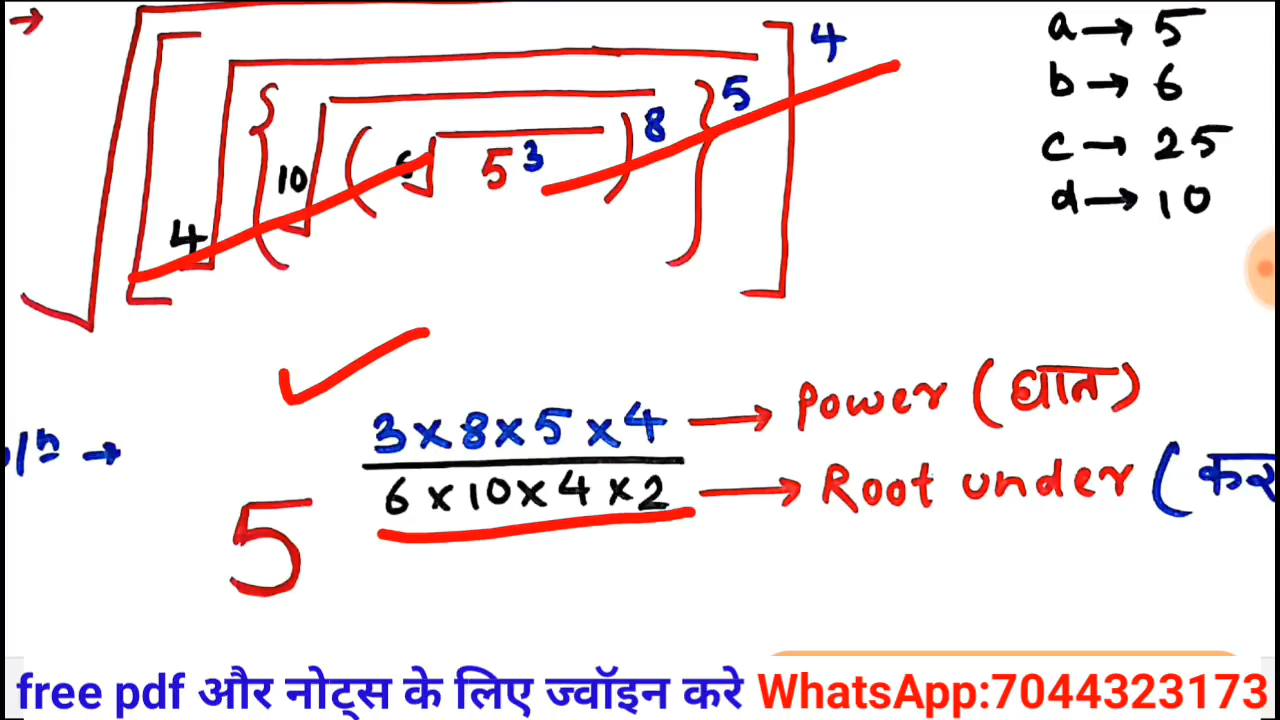 →
√[ ⁴√{ ¹⁰√( ⁶√5³ )⁸ }⁵ ]⁴
a → 5
b → 6
c → 25
d → 10
→ 3×8×5×4 → Power (घात)
5 6×10×4×2 → Root under (
free pdf और नोट्स के लिए ज्वॉइन करे WhatsApp:7044323173